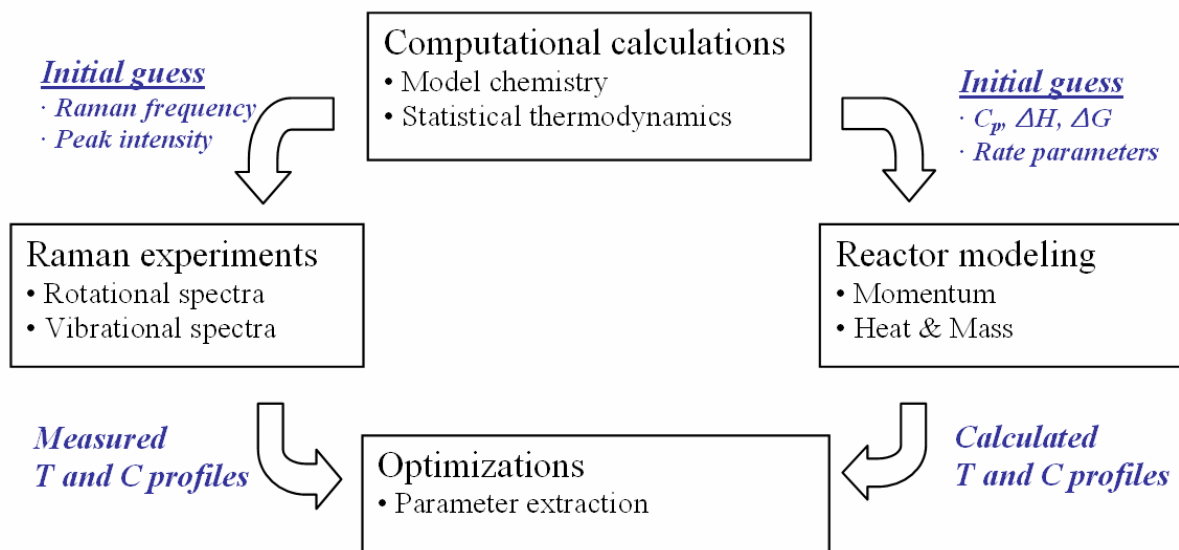 Computational calculations
• Model chemistry
• Statistical thermodynamics
Initial guess
· Raman frequency
· Peak intensity
Initial guess
· Cₚ, ΔH, ΔG
· Rate parameters
Raman experiments
• Rotational spectra
• Vibrational spectra
Reactor modeling
• Momentum
• Heat & Mass
Measured
T and C profiles
Optimizations
• Parameter extraction
Calculated
T and C profiles